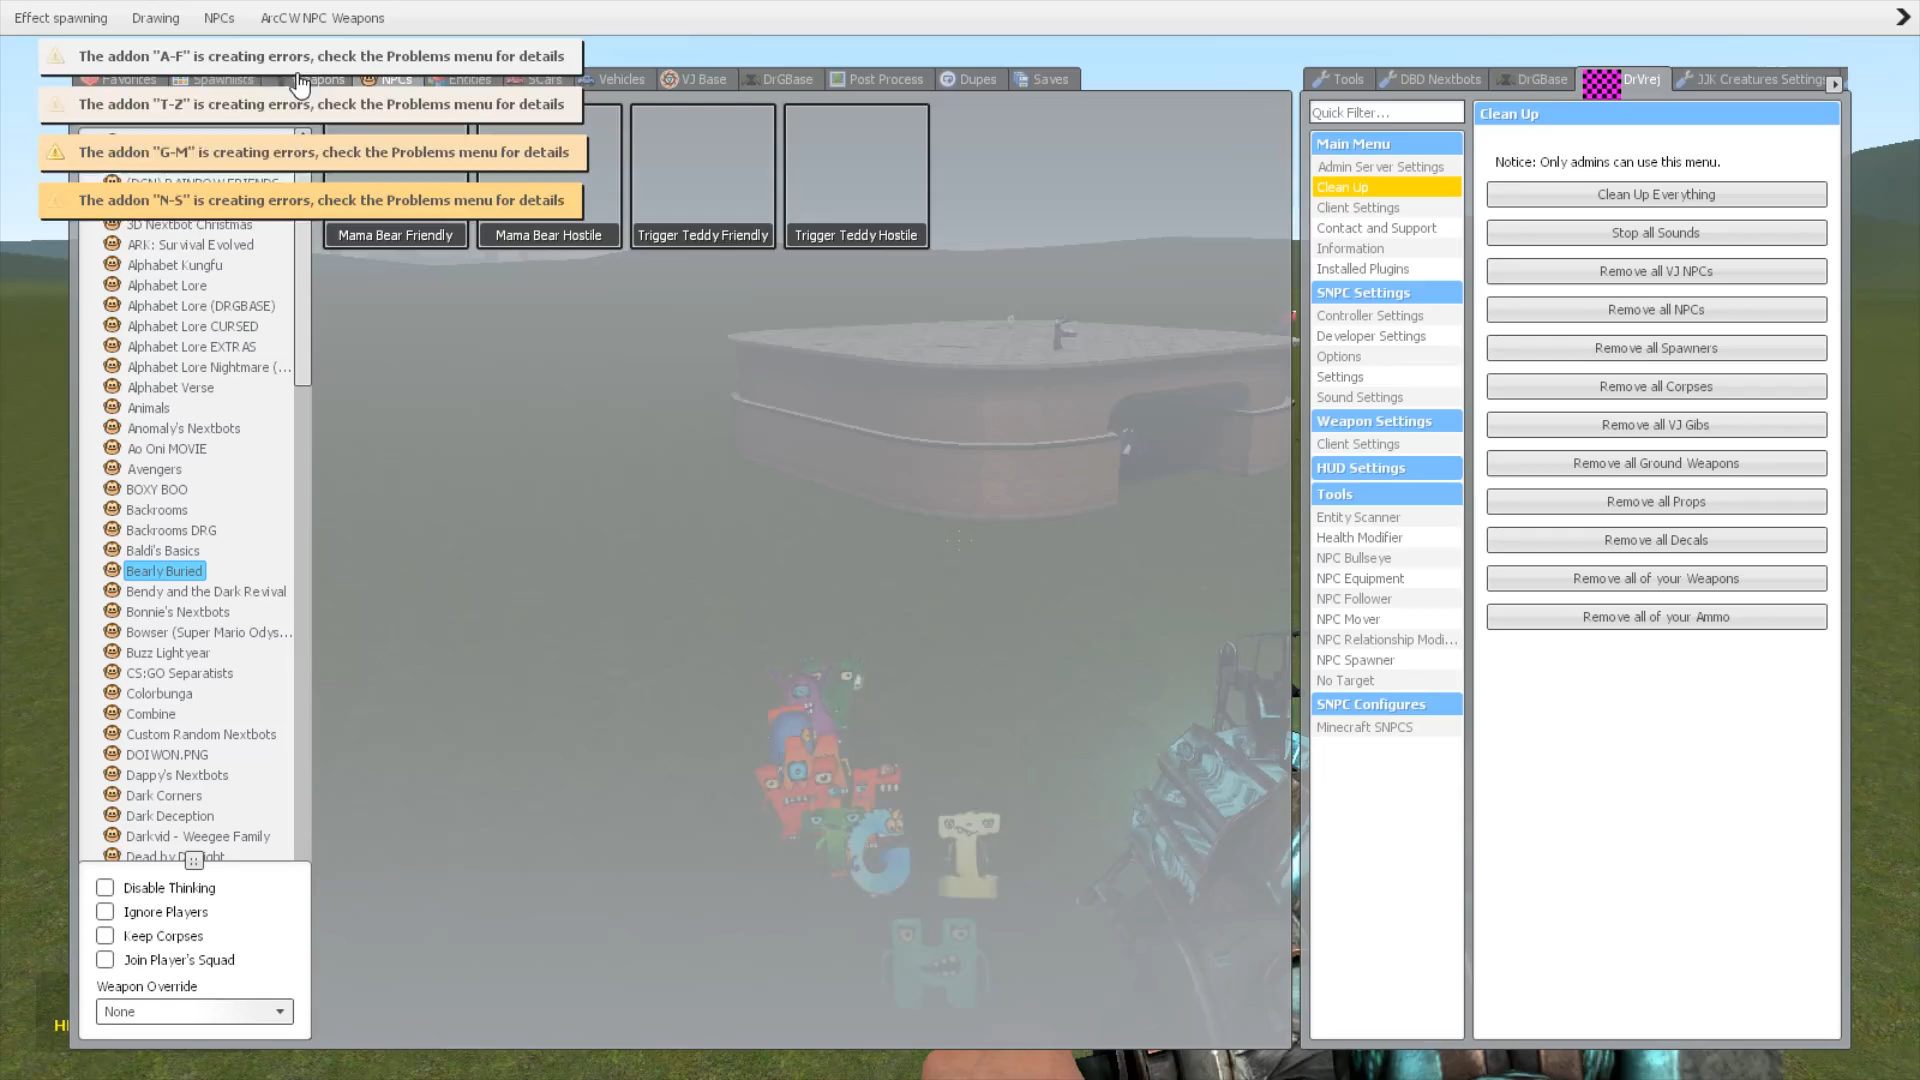 Effect spawning Drawing NPCs ArcCW NPC Weapons
The addon "A-F" is creating errors, check the Problems menu for details
The addon "T-Z" is creating errors, check the Problems menu for details
The addon "G-M" is creating errors, check the Problems menu for details
The addon "N-S" is creating errors, check the Problems menu for details
Favorites Spawnlists Weapons NPCs Entities SCars Vehicles VJ Base DrGBase Post Process Dupes Saves
(DGN) RAINBOW FRIENDS
3D Nextbot Christmas
ARK: Survival Evolved
Alphabet Kungfu
Alphabet Lore
Alphabet Lore (DRGBASE)
Alphabet Lore CURSED
Alphabet Lore EXTRAS
Alphabet Lore Nightmare (...
Alphabet Verse
Animals
Anomaly's Nextbots
Ao Oni MOVIE
Avengers
BOXY BOO
Backrooms
Backrooms DRG
Baldi's Basics
Bearly Buried
Bendy and the Dark Revival
Bonnie's Nextbots
Bowser (Super Mario Odys...
Buzz Lightyear
CS:GO Separatists
Colorbunga
Combine
Custom Random Nextbots
DOIWON.PNG
Dappy's Nextbots
Dark Corners
Dark Deception
Darkvid - Weegee Family
Dead by Daylight
Disable Thinking
Ignore Players
Keep Corpses
Join Player's Squad
Weapon Override
None
Mama Bear Friendly
Mama Bear Hostile
Trigger Teddy Friendly
Trigger Teddy Hostile
Tools DBD Nextbots DrGBase DrVrej JJK Creatures Settings
Quick Filter...
Main Menu
Admin Server Settings
Clean Up
Client Settings
Contact and Support
Information
Installed Plugins
SNPC Settings
Controller Settings
Developer Settings
Options
Settings
Sound Settings
Weapon Settings
Client Settings
HUD Settings
Tools
Entity Scanner
Health Modifier
NPC Bullseye
NPC Equipment
NPC Follower
NPC Mover
NPC Relationship Modi...
NPC Spawner
No Target
SNPC Configures
Minecraft SNPCS
Clean Up
Notice: Only admins can use this menu.
Clean Up Everything
Stop all Sounds
Remove all VJ NPCs
Remove all NPCs
Remove all Spawners
Remove all Corpses
Remove all VJ Gibs
Remove all Ground Weapons
Remove all Props
Remove all Decals
Remove all of your Weapons
Remove all of your Ammo